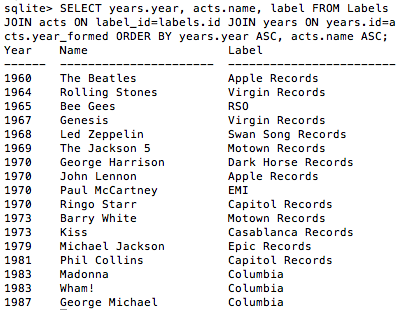 sqlite> SELECT years.year, acts.name, label FROM Labels
JOIN acts ON label_id=labels.id JOIN years ON years.id=a
cts.year_formed ORDER BY years.year ASC, acts.name ASC;
Year    Name                    Label
------  ----------------------  ------------------------
1960    The Beatles             Apple Records
1964    Rolling Stones          Virgin Records
1965    Bee Gees                RSO
1967    Genesis                 Virgin Records
1968    Led Zeppelin            Swan Song Records
1969    The Jackson 5           Motown Records
1970    George Harrison         Dark Horse Records
1970    John Lennon             Apple Records
1970    Paul McCartney          EMI
1970    Ringo Starr             Capitol Records
1973    Barry White             Motown Records
1973    Kiss                    Casablanca Records
1979    Michael Jackson         Epic Records
1981    Phil Collins            Capitol Records
1983    Madonna                 Columbia
1983    Wham!                   Columbia
1987    George Michael          Columbia